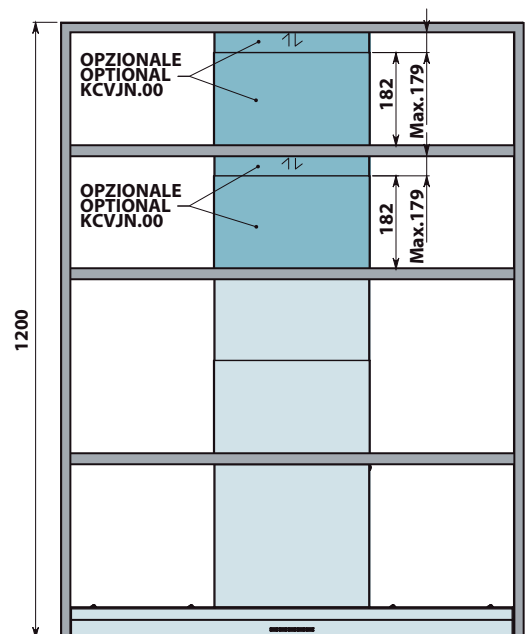 OPZIONALE
OPTIONAL
KCVJN.00
182
Max.179
OPZIONALE
OPTIONAL
KCVJN.00
182
Max.179
1200